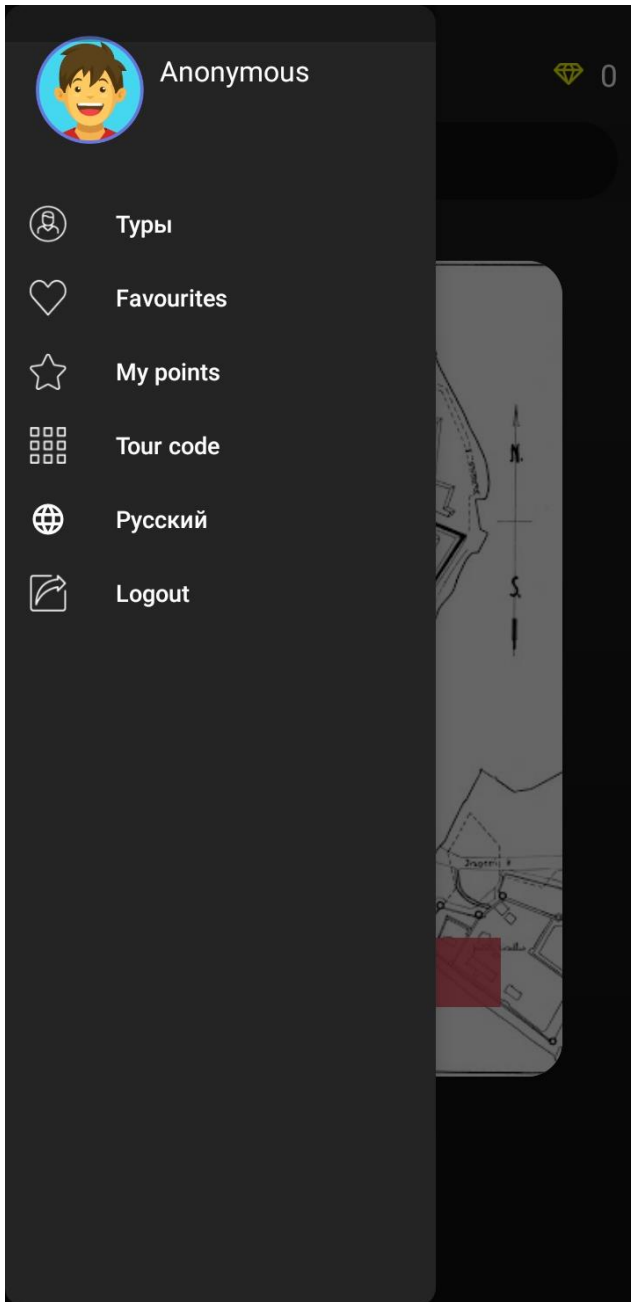 Anonymous
0
Туры
Favourites
My points
Tour code
Русский
Logout
N.
S.